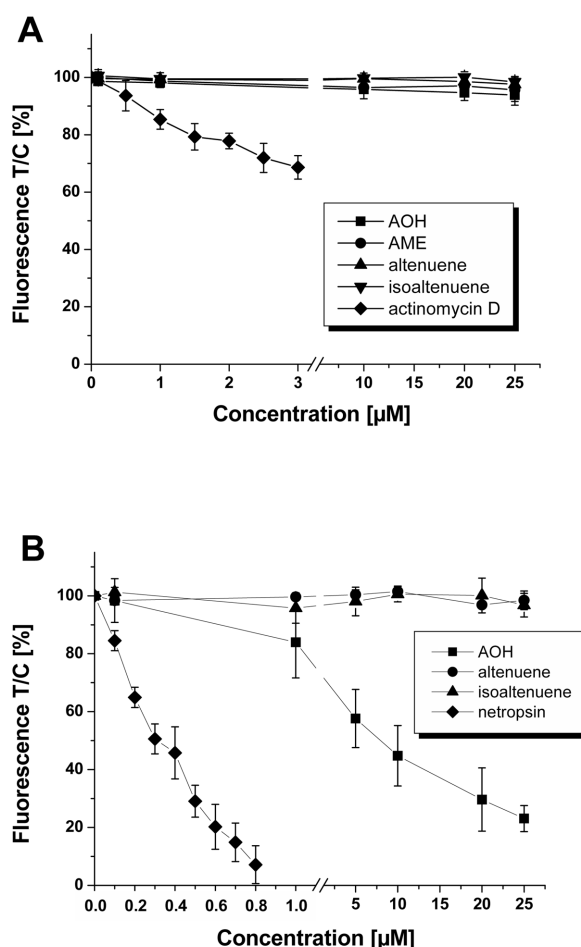 A
Fluorescence T/C [%]
100
80
60
40
20
0
AOH
AME
altenuene
isoaltenuene
actinomycin D
0 1 2 3 10 15 20 25
Concentration [µM]
B
Fluorescence T/C [%]
100
80
60
40
20
0
AOH
altenuene
isoaltenuene
netropsin
0.0 0.2 0.4 0.6 0.8 1.0 5 10 15 20 25
Concentration [µM]